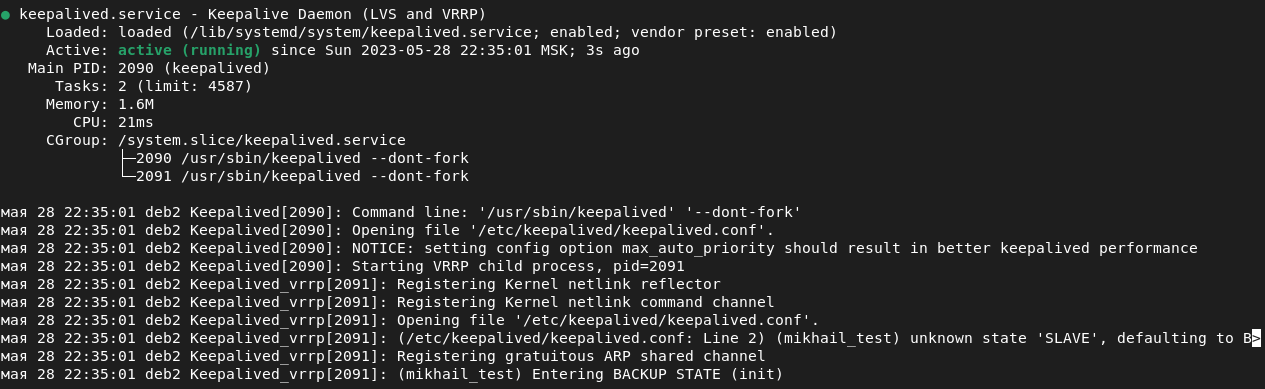 ● keepalived.service - Keepalive Daemon (LVS and VRRP)
Loaded: loaded (/lib/systemd/system/keepalived.service; enabled; vendor preset: enabled)
Active: active (running) since Sun 2023-05-28 22:35:01 MSK; 3s ago
Main PID: 2090 (keepalived)
Tasks: 2 (limit: 4587)
Memory: 1.6M
CPU: 21ms
CGroup: /system.slice/keepalived.service
├─2090 /usr/sbin/keepalived --dont-fork
└─2091 /usr/sbin/keepalived --dont-fork
мая 28 22:35:01 deb2 Keepalived[2090]: Command line: '/usr/sbin/keepalived' '--dont-fork'
мая 28 22:35:01 deb2 Keepalived[2090]: Opening file '/etc/keepalived/keepalived.conf'.
мая 28 22:35:01 deb2 Keepalived[2090]: NOTICE: setting config option max_auto_priority should result in better keepalived performance
мая 28 22:35:01 deb2 Keepalived[2090]: Starting VRRP child process, pid=2091
мая 28 22:35:01 deb2 Keepalived_vrrp[2091]: Registering Kernel netlink reflector
мая 28 22:35:01 deb2 Keepalived_vrrp[2091]: Registering Kernel netlink command channel
мая 28 22:35:01 deb2 Keepalived_vrrp[2091]: Opening file '/etc/keepalived/keepalived.conf'.
мая 28 22:35:01 deb2 Keepalived_vrrp[2091]: (/etc/keepalived/keepalived.conf: Line 2) (mikhail_test) unknown state 'SLAVE', defaulting to B>
мая 28 22:35:01 deb2 Keepalived_vrrp[2091]: Registering gratuitous ARP shared channel
мая 28 22:35:01 deb2 Keepalived_vrrp[2091]: (mikhail_test) Entering BACKUP STATE (init)